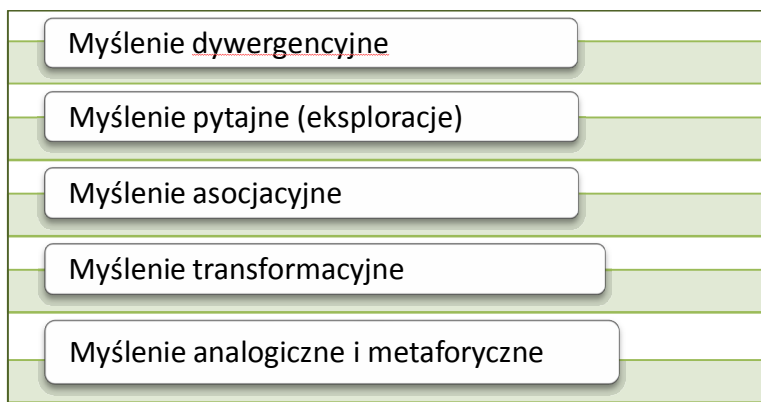 Myślenie dywergencyjne
Myślenie pytajne (eksploracje)
Myślenie asocjacyjne
Myślenie transformacyjne
Myślenie analogiczne i metaforyczne